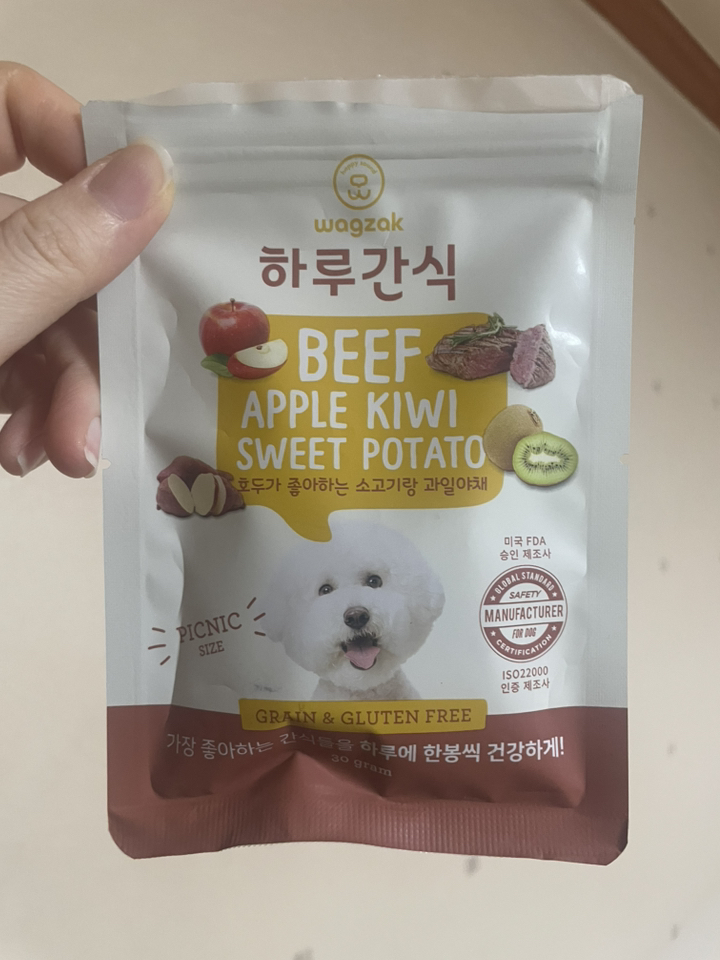 happy sound
wagzak
하루간식
BEEF
APPLE KIWI
SWEET POTATO
호두가 좋아하는 소고기랑 과일야채
미국 FDA
승인 제조사
GLOBAL STANDARD
SAFETY
MANUFACTURER
FOR DOG
CERTIFICATION
ISO22000
인증 제조사
PICNIC
SIZE
GRAIN & GLUTEN FREE
가장 좋아하는 간식들을 하루에 한봉씩 건강하게!
30 gram